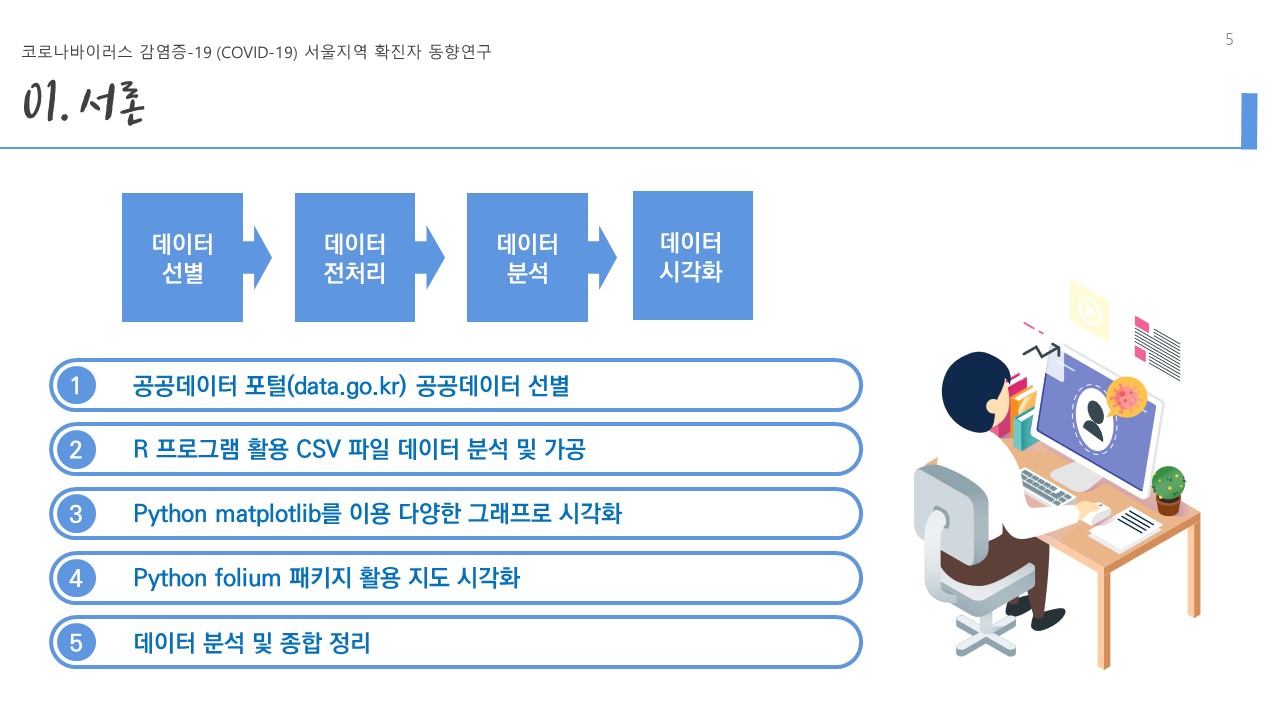 코로나바이러스 감염증-19 (COVID-19) 서울지역 확진자 동향연구
5
01. 서론
데이터
선별
데이터
전처리
데이터
분석
데이터
시각화
1 공공데이터 포털(data.go.kr) 공공데이터 선별
2 R 프로그램 활용 CSV 파일 데이터 분석 및 가공
3 Python matplotlib를 이용 다양한 그래프로 시각화
4 Python folium 패키지 활용 지도 시각화
5 데이터 분석 및 종합 정리